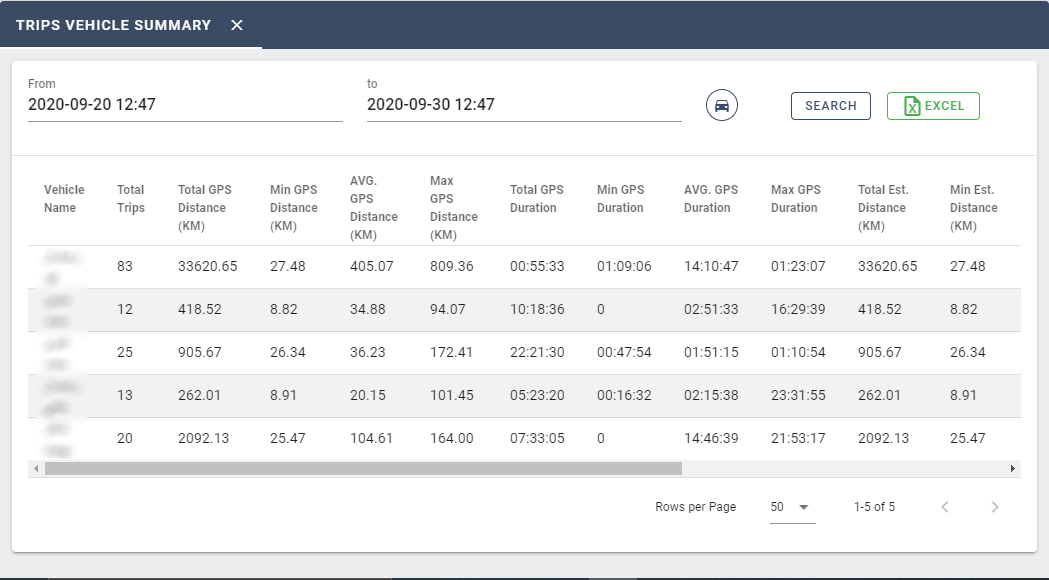 TRIPS VEHICLE SUMMARY
From to
2020-09-20 12:47 2020-09-30 12:47 SEARCH EXCEL
Vehicle Name Total Trips Total GPS Distance (KM) Min GPS Distance (KM) AVG. GPS Distance (KM) Max GPS Distance (KM) Total GPS Duration Min GPS Duration AVG. GPS Duration Max GPS Duration Total Est. Distance (KM) Min Est. Distance (KM)
83 33620.65 27.48 405.07 809.36 00:55:33 01:09:06 14:10:47 01:23:07 33620.65 27.48
12 418.52 8.82 34.88 94.07 10:18:36 0 02:51:33 16:29:39 418.52 8.82
25 905.67 26.34 36.23 172.41 22:21:30 00:47:54 01:51:15 01:10:54 905.67 26.34
13 262.01 8.91 20.15 101.45 05:23:20 00:16:32 02:15:38 23:31:55 262.01 8.91
20 2092.13 25.47 104.61 164.00 07:33:05 0 14:46:39 21:53:17 2092.13 25.47
Rows per Page 50 1-5 of 5